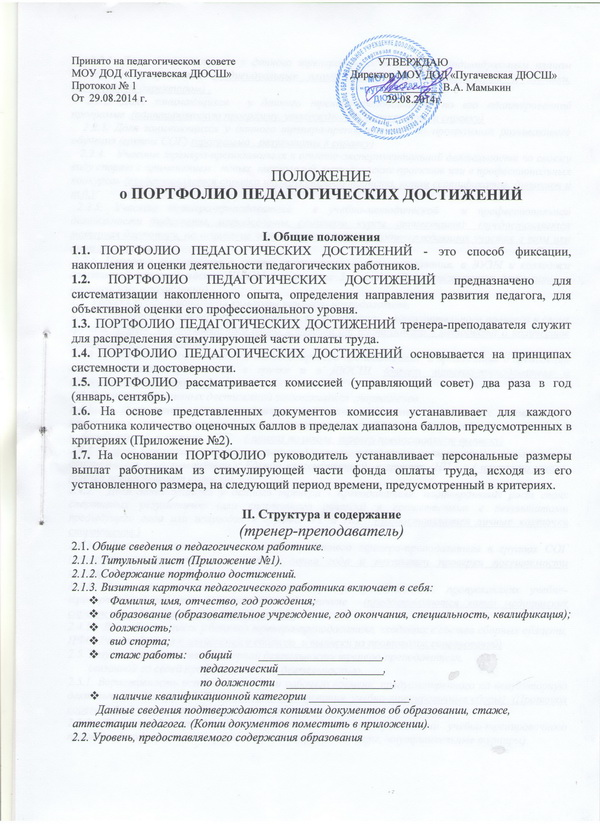 Принято на педагогическом совете
МОУ ДОД «Пугачевская ДЮСШ»
Протокол № 1
От 29.08.2014 г.
УТВЕРЖДАЮ
Директор МОУ ДОД «Пугачевская ДЮСШ»
В.А. Мамыкин
29.08.2014г.
ПОЛОЖЕНИЕ
о ПОРТФОЛИО ПЕДАГОГИЧЕСКИХ ДОСТИЖЕНИЙ
I. Общие положения
1.1. ПОРТФОЛИО ПЕДАГОГИЧЕСКИХ ДОСТИЖЕНИЙ - это способ фиксации,
накопления и оценки деятельности педагогических работников.
1.2. ПОРТФОЛИО ПЕДАГОГИЧЕСКИХ ДОСТИЖЕНИЙ предназначено для
систематизации накопленного опыта, определения направления развития педагога, для
объективной оценки его профессионального уровня.
1.3. ПОРТФОЛИО ПЕДАГОГИЧЕСКИХ ДОСТИЖЕНИЙ тренера-преподавателя служит
для распределения стимулирующей части оплаты труда.
1.4. ПОРТФОЛИО ПЕДАГОГИЧЕСКИХ ДОСТИЖЕНИЙ основывается на принципах
системности и достоверности.
1.5. ПОРТФОЛИО рассматривается комиссией (управляющий совет) два раза в год
(январь, сентябрь).
1.6. На основе представленных документов комиссия устанавливает для каждого
работника количество оценочных баллов в пределах диапазона баллов, предусмотренных в
критериях (Приложение №2).
1.7. На основании ПОРТФОЛИО руководитель устанавливает персональные размеры
выплат работникам из стимулирующей части фонда оплаты труда, исходя из его
установленного размера, на следующий период времени, предусмотренный в критериях.
II. Структура и содержание
(тренер-преподаватель)
2.1. Общие сведения о педагогическом работнике.
2.1.1. Титульный лист (Приложение №1).
2.1.2. Содержание портфолио достижений.
2.1.3. Визитная карточка педагогического работника включает в себя:
❖ Фамилия, имя, отчество, год рождения;
❖ образование (образовательное учреждение, год окончания, специальность, квалификация);
❖ должность;
❖ вид спорта;
❖ стаж работы: общий ____________________,
педагогический____________________,
по должности ____________________;
❖ наличие квалификационной категории ____________________.
Данные сведения подтверждаются копиями документов об образовании, стаже,
аттестации педагога. (Копии документов поместить в приложении).
2.2. Уровень, предоставляемого содержания образования